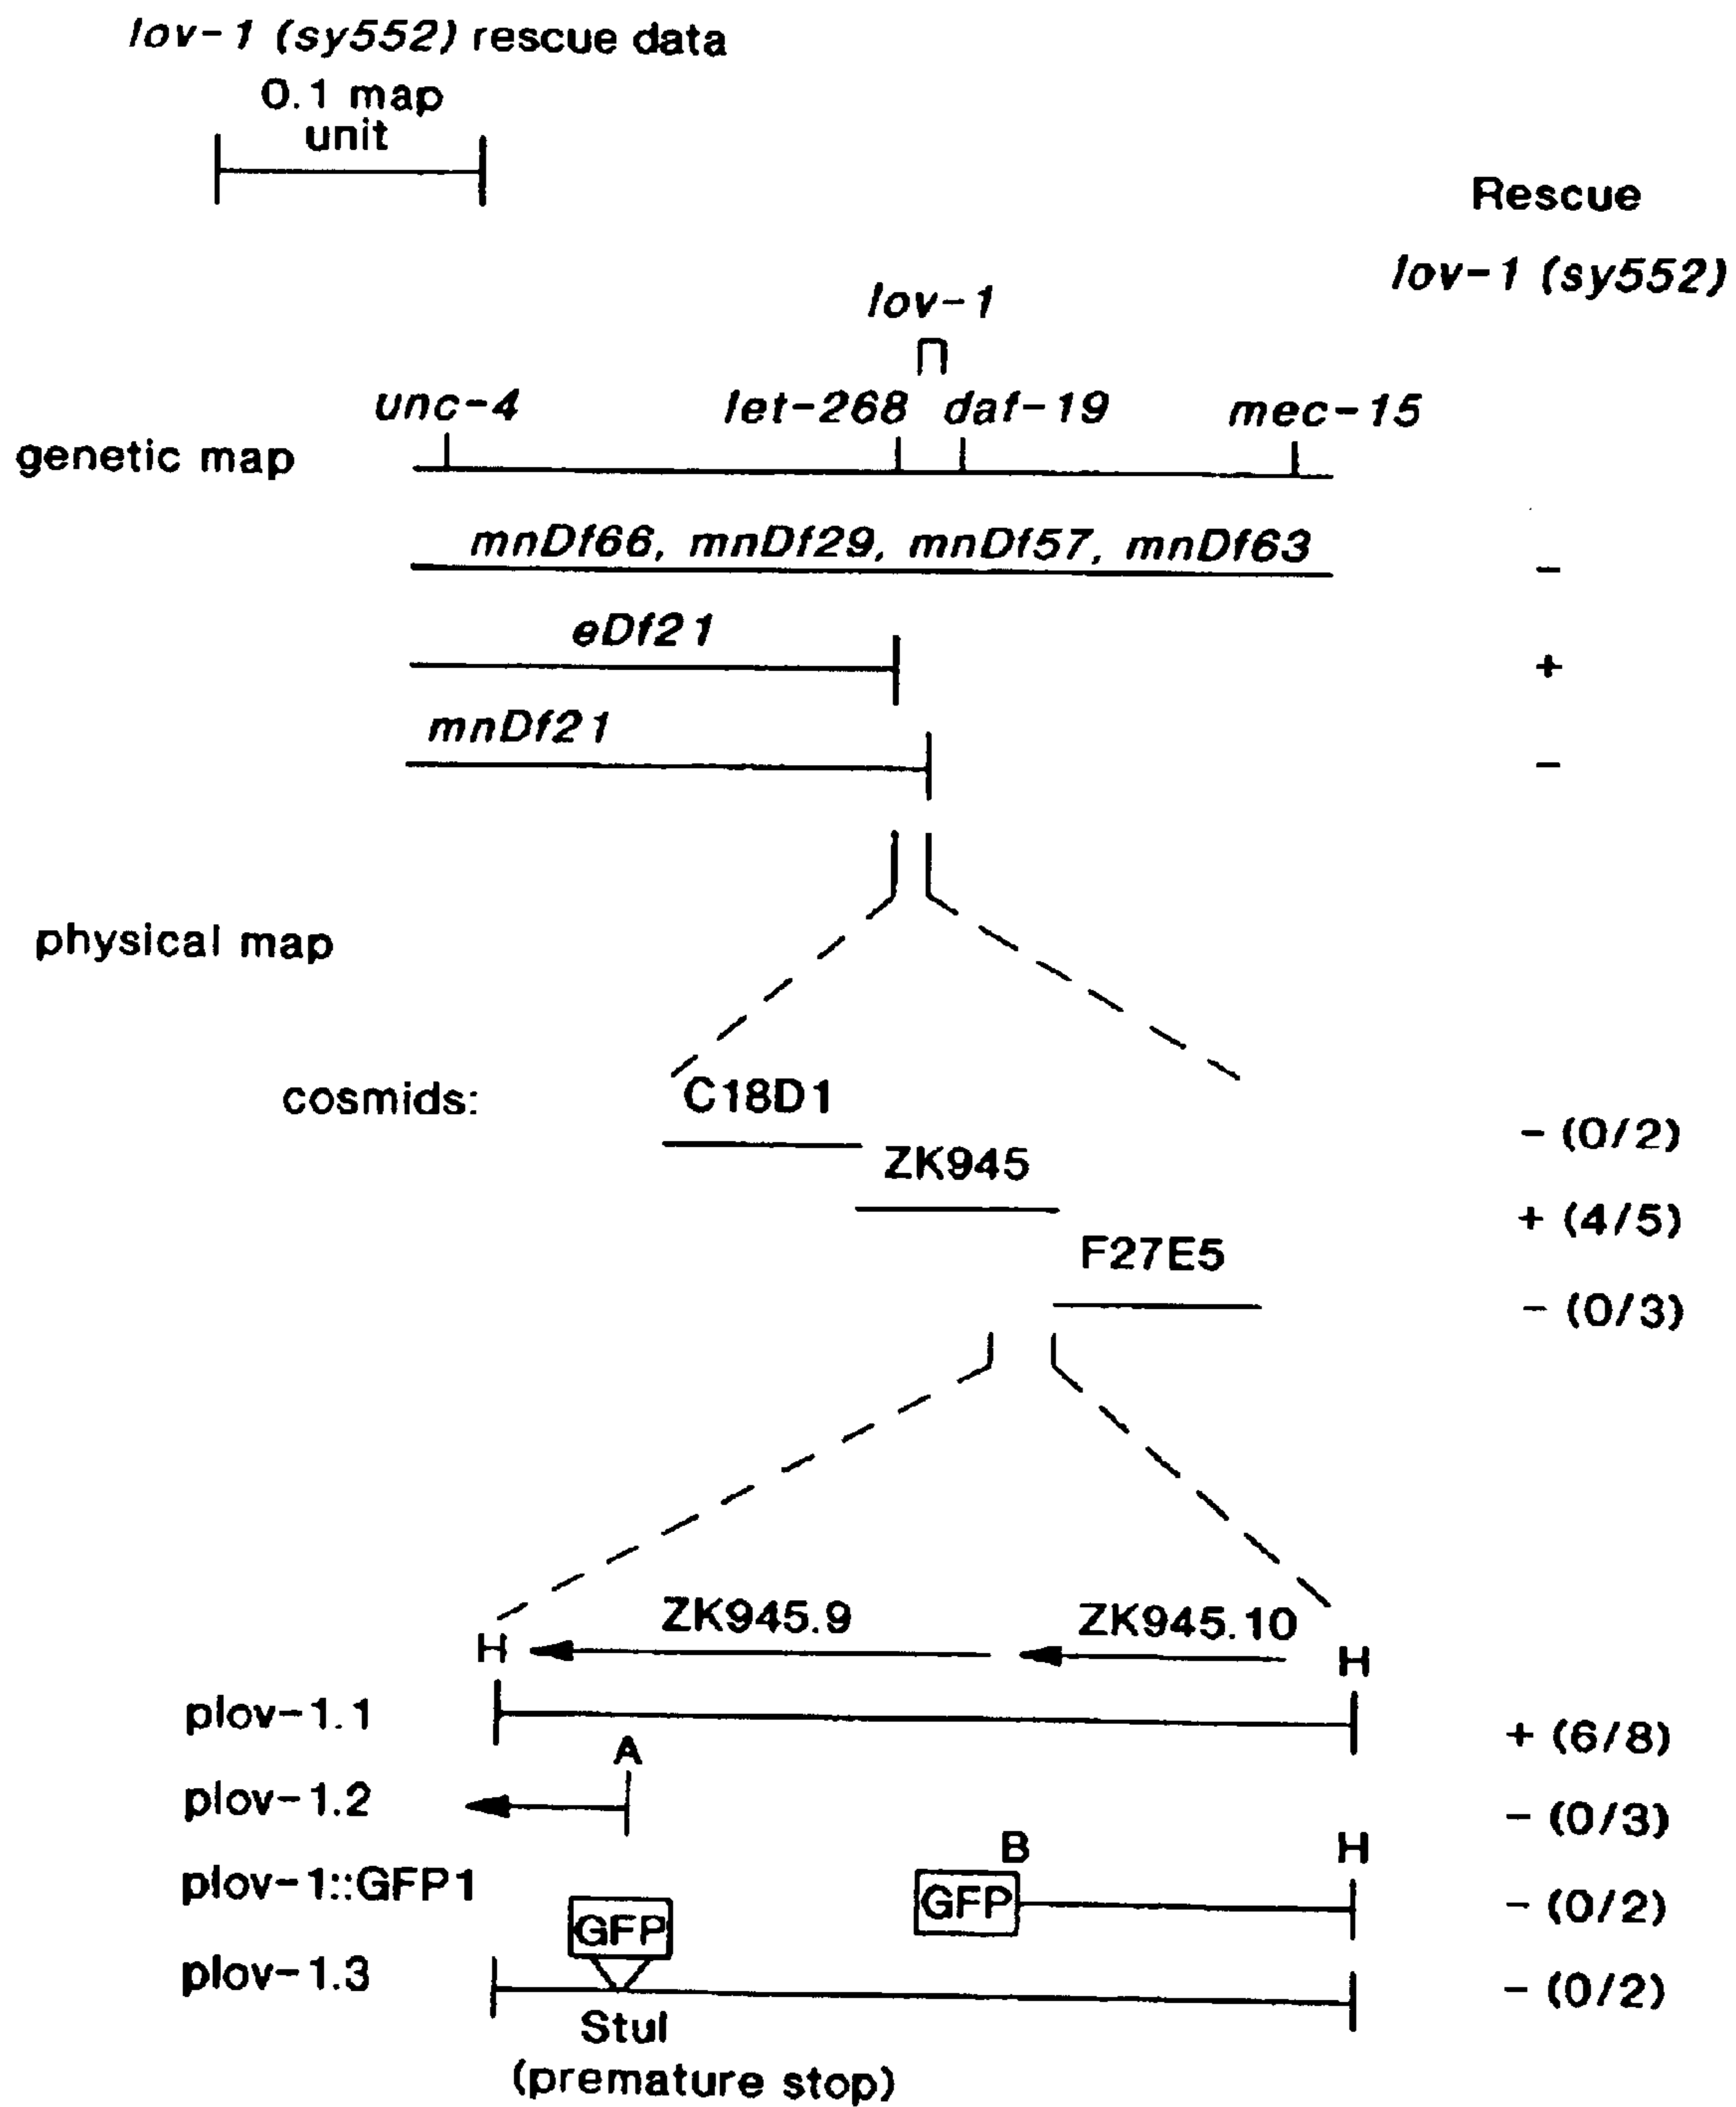 lov-1 (sy552) rescue data
0.1 map
unit
Rescue
lov-1 (sy552)
lov-1
unc-4 let-268 daf-19 mec-15
genetic map
mnDf66, mnDf29, mnDf57, mnDf63 -
eDf21 +
mnDf21 -
physical map
cosmids: C18D1 - (0/2)
ZK945 + (4/5)
F27E5 - (0/3)
ZK945.9 ZK945.10
H H
plov-1.1 + (6/8)
A
plov-1.2 - (0/3)
B H
plov-1::GFP1 GFP - (0/2)
GFP
plov-1.3 - (0/2)
StuI
(premature stop)